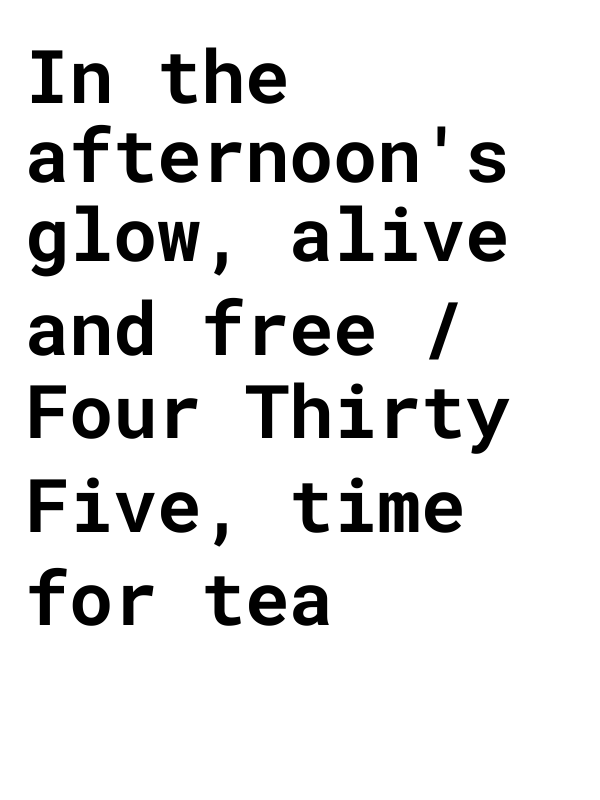 In the
afternoon's
glow, alive
and free /
Four Thirty
Five, time
for tea